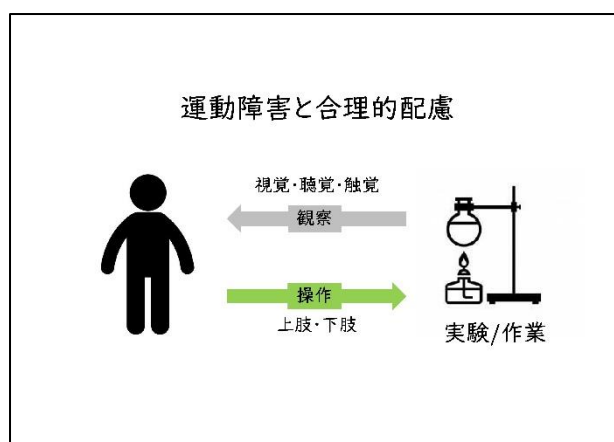 運動障害と合理的配慮
視覚・聴覚・触覚
観察
操作
上肢・下肢
実験/作業